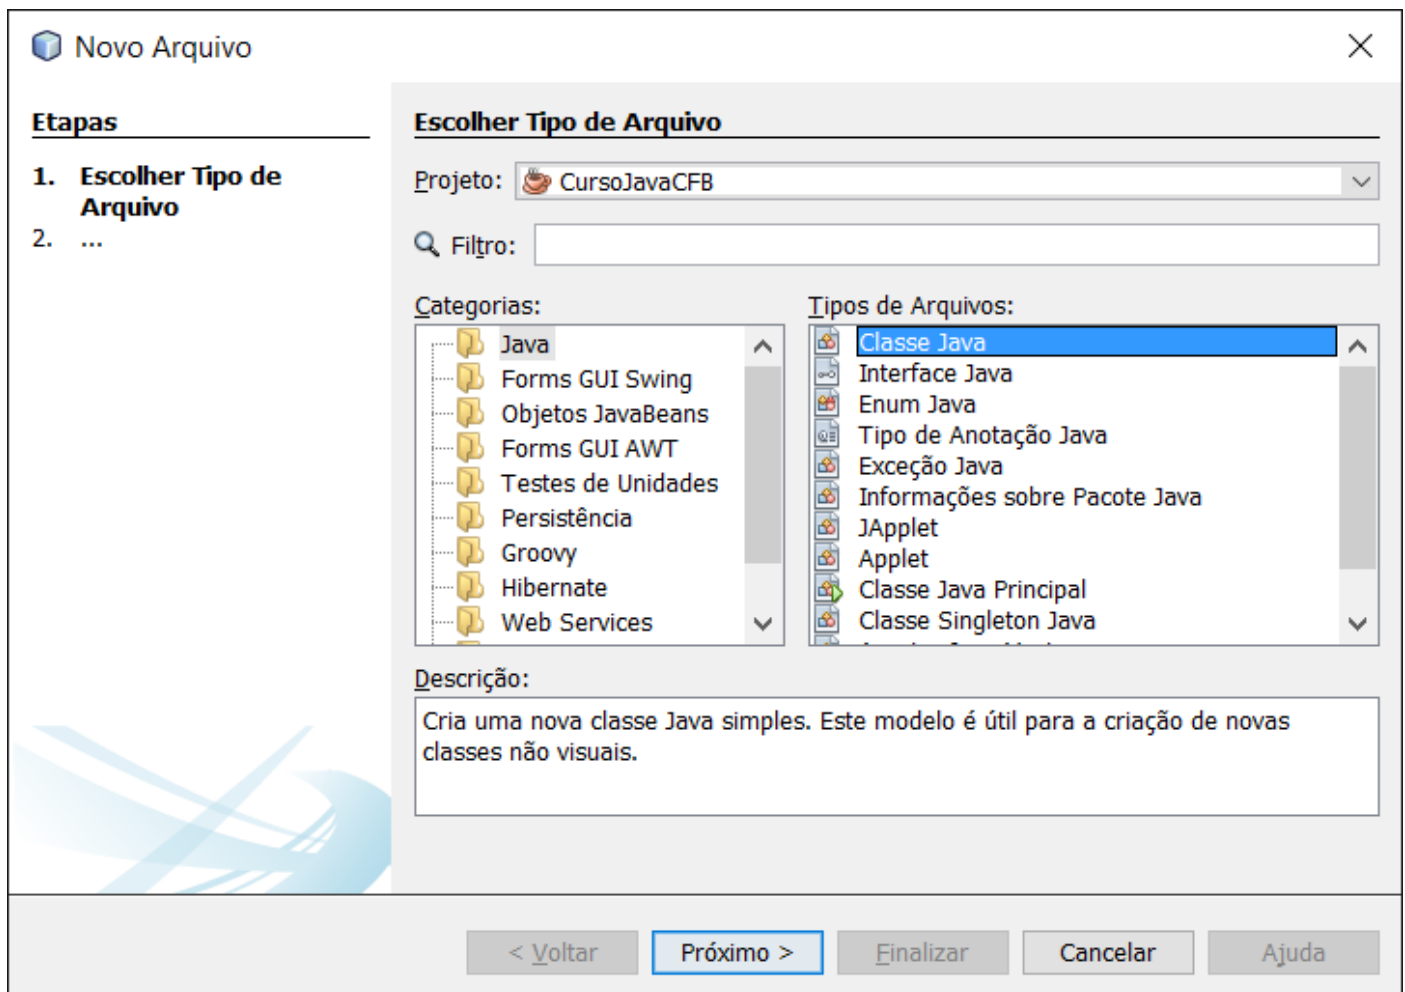 Novo Arquivo
Etapas
1. Escolher Tipo de
Arquivo
2. ...
Escolher Tipo de Arquivo
Projeto: CursoJavaCFB
Filtro:
Categorias:
Java
Forms GUI Swing
Objetos JavaBeans
Forms GUI AWT
Testes de Unidades
Persistência
Groovy
Hibernate
Web Services
Tipos de Arquivos:
Classe Java
Interface Java
Enum Java
Tipo de Anotação Java
Exceção Java
Informações sobre Pacote Java
JApplet
Applet
Classe Java Principal
Classe Singleton Java
Descrição:
Cria uma nova classe Java simples. Este modelo é útil para a criação de novas
classes não visuais.
< Voltar
Próximo >
Finalizar
Cancelar
Ajuda